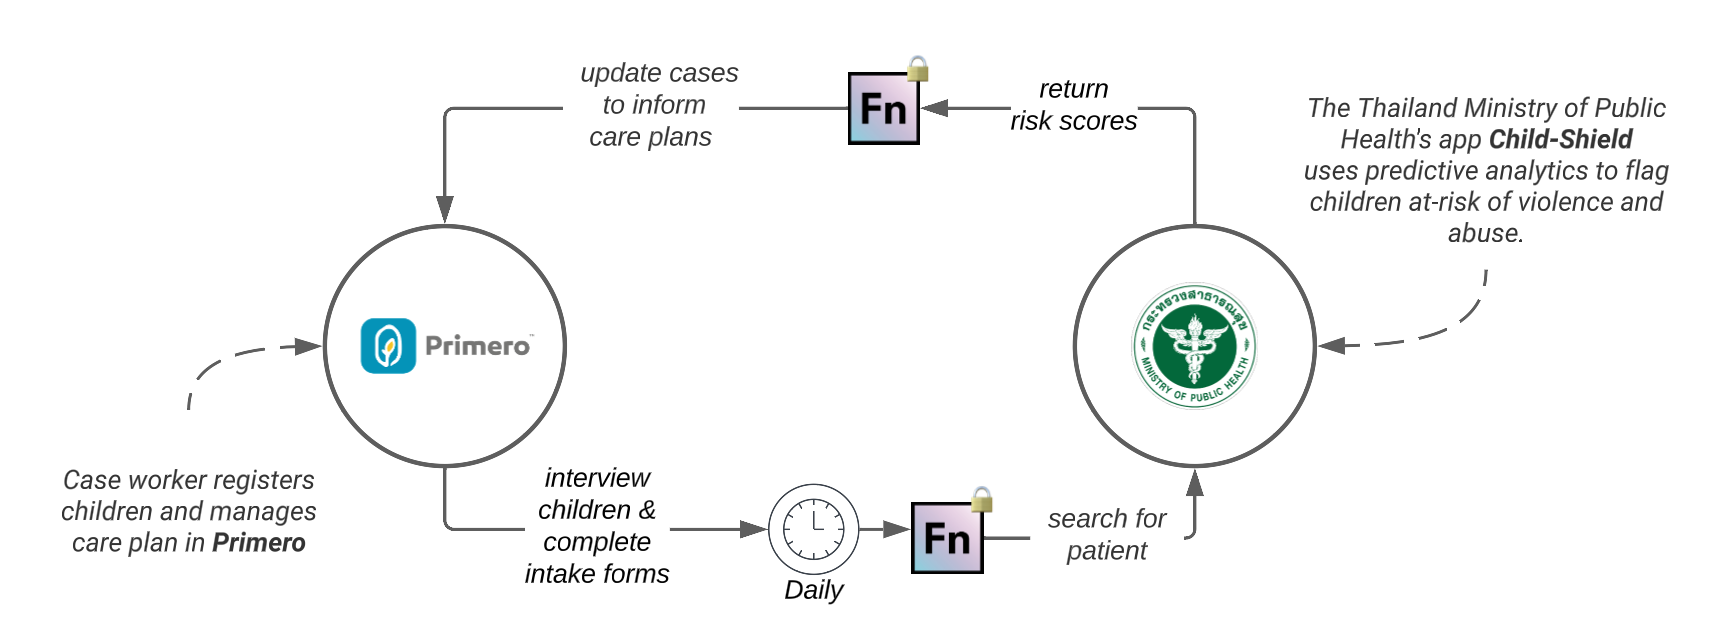 update cases
to inform
care plans
Fn
return
risk scores
The Thailand Ministry of Public
Health's app Child-Shield
uses predictive analytics to flag
children at-risk of violence and
abuse.
Primero™
กระทรวงสาธารณสุข
MINISTRY OF PUBLIC HEALTH
Case worker registers
children and manages
care plan in Primero
interview
children &
complete
intake forms
Daily
Fn
search for
patient